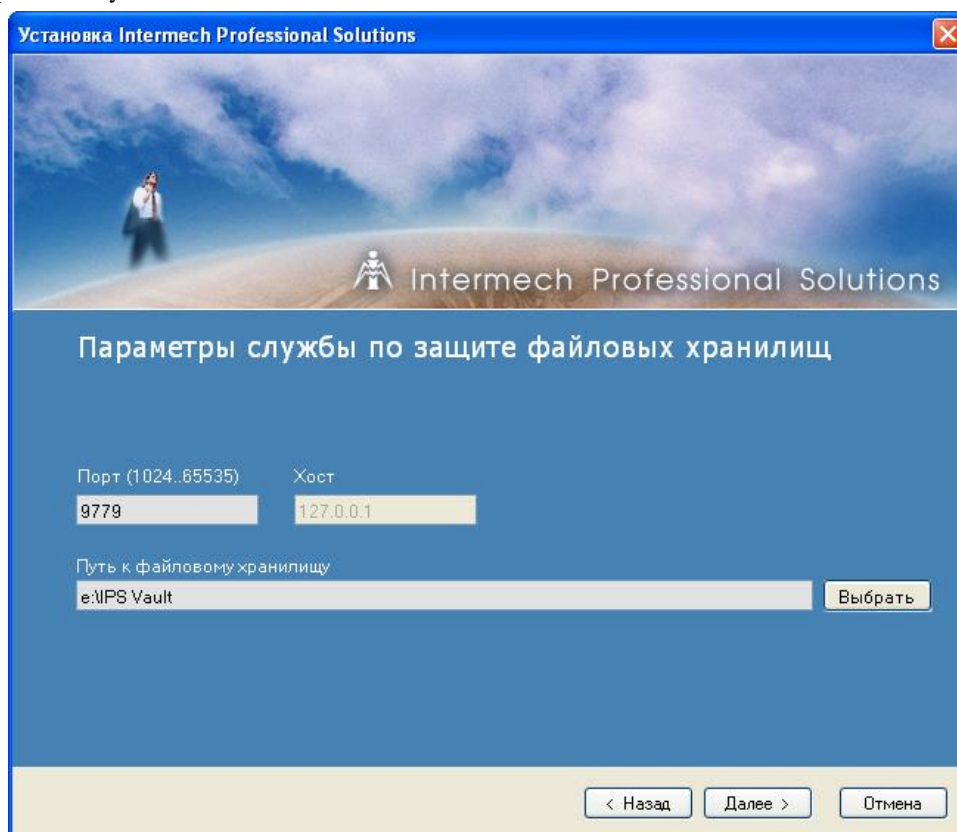 Установка Intermech Professional Solutions
Intermech Professional Solutions
Параметры службы по защите файловых хранилищ
Порт (1024..65535) Хост
9779 127.0.0.1
Путь к файловому хранилищу
e:\IPS Vault Выбрать
< Назад Далее > Отмена